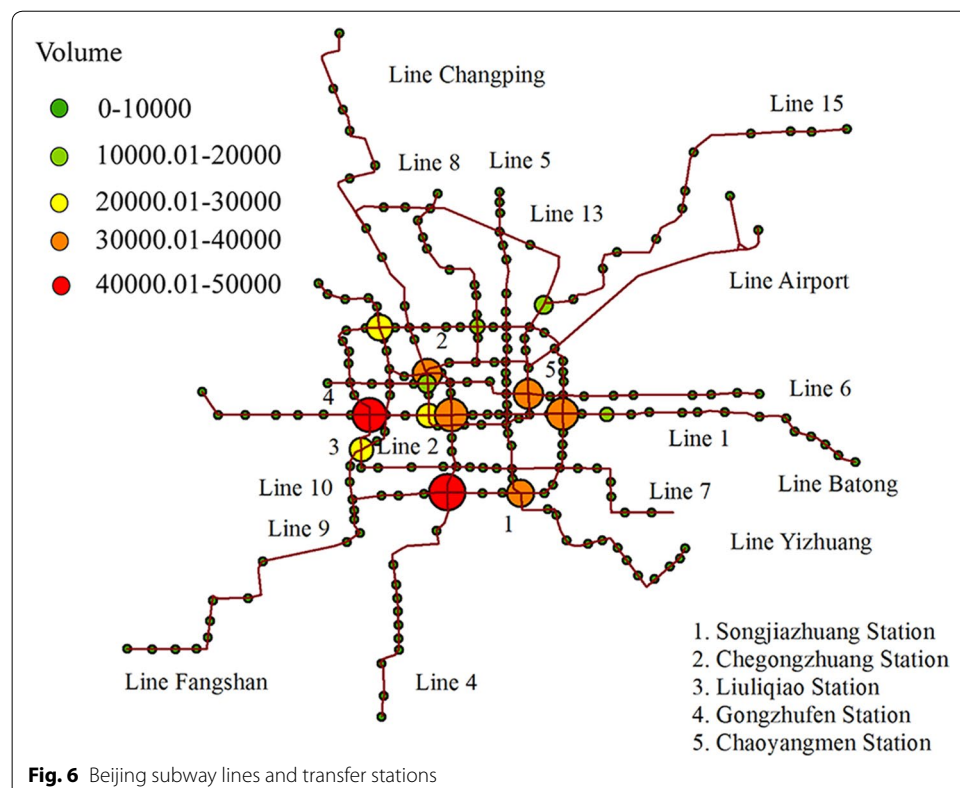 Volume
0-10000
10000.01-20000
20000.01-30000
30000.01-40000
40000.01-50000
Line Changping
Line 15
Line 8
Line 5
Line 13
Line Airport
2
5
4
Line 6
Line 1
3
Line 2
Line Batong
Line 10
Line 7
1
Line 9
Line Yizhuang
Line Fangshan
Line 4
1. Songjiazhuang Station
2. Chegongzhuang Station
3. Liuliqiao Station
4. Gongzhufen Station
5. Chaoyangmen Station
Fig. 6 Beijing subway lines and transfer stations